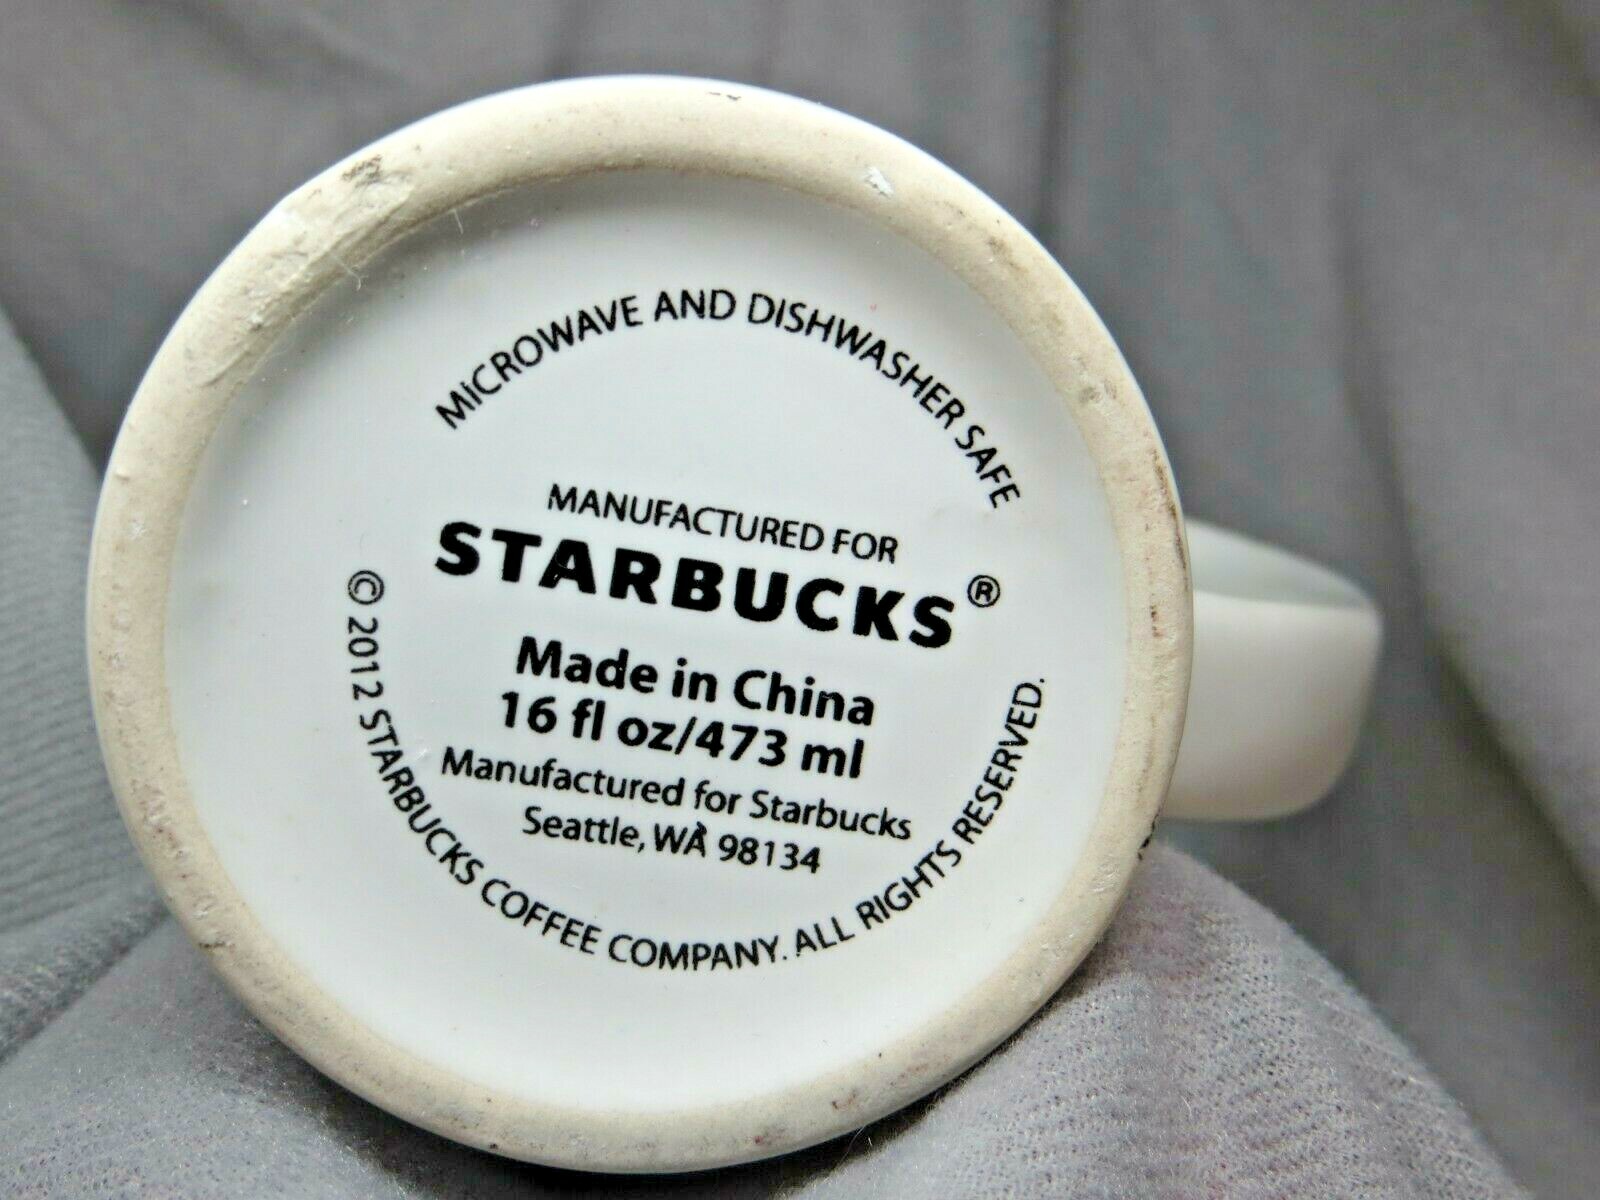 MICROWAVE AND DISHWASHER SAFE
MANUFACTURED FOR
STARBUCKS®
Made in China
16 fl oz/473 ml
Manufactured for Starbucks
Seattle, WA 98134
© 2012 STARBUCKS COFFEE COMPANY. ALL RIGHTS RESERVED.